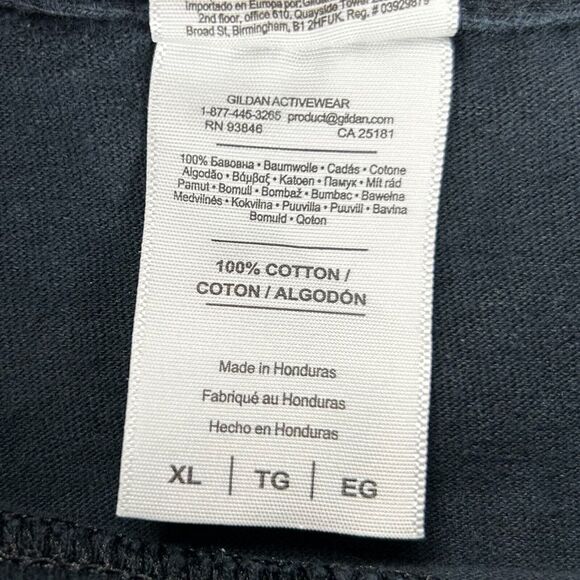 Importado en Europa por: Gildan
2nd floor, office 610, Quayside Tower
Broad St, Birmingham, B1 2HFUK, Reg. # 03929879
GILDAN ACTIVEWEAR
1-877-445-3265 product@gildan.com
RN 93846 CA 25181
100% Бавовна • Baumwolle • Cadás • Cotone
Algodão • Βάμβαξ • Katoen • Памук • Mit rád
Pamut • Bomull • Bombaž • Bumbac • Bawełna
Medvilnės • Kokvilna • Puuvilla • Puuvill • Bavlna
Bomuld • Qoton
100% COTTON /
COTON / ALGODÓN
Made in Honduras
Fabriqué au Honduras
Hecho en Honduras
XL | TG | EG